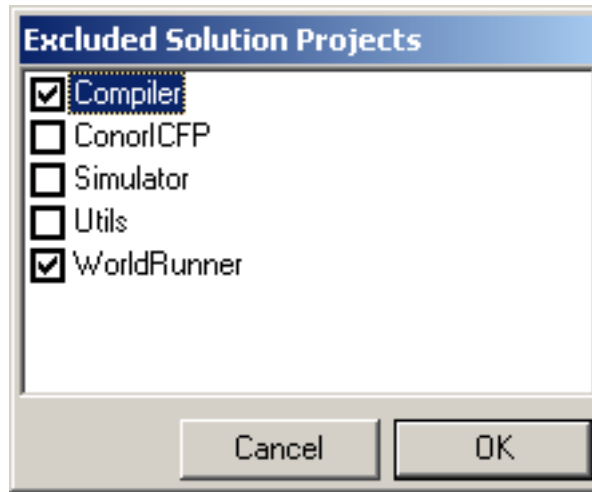 Excluded Solution Projects
Compiler
ConorICFP
Simulator
Utils
WorldRunner
Cancel OK